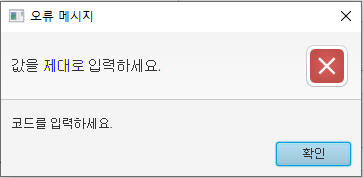 오류 메시지
값을 제대로 입력하세요.
코드를 입력하세요.
확인